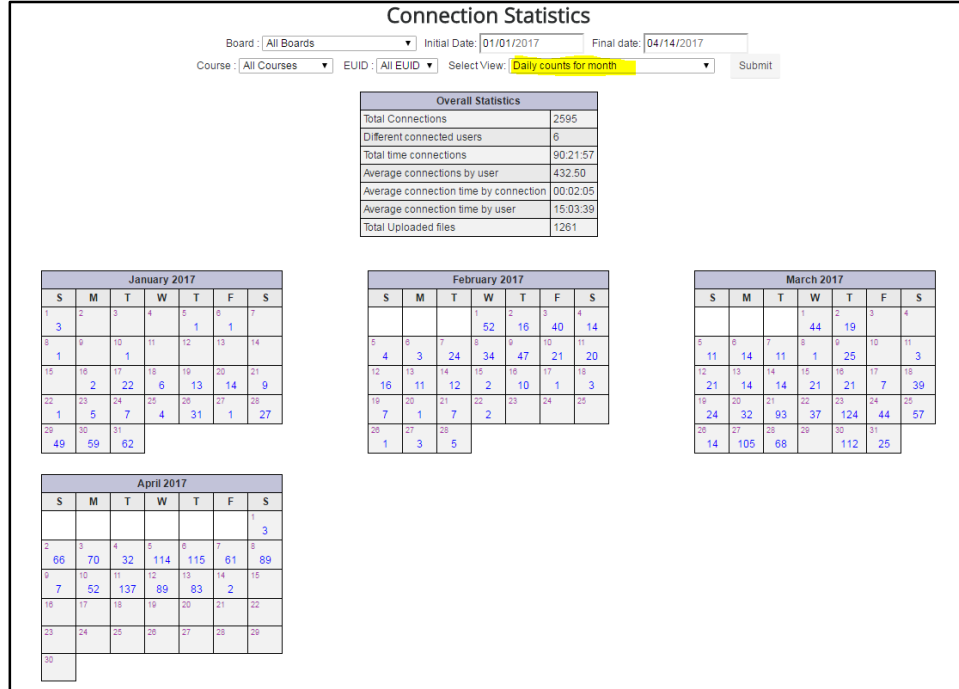 Connection Statistics
Board : All Boards Initial Date: 01/01/2017 Final date: 04/14/2017
Course : All Courses EUID : All EUID Select View: Daily counts for month Submit
Overall Statistics
Total Connections 2595
Different connected users 6
Total time connections 90:21:57
Average connections by user 432.50
Average connection time by connection 00:02:05
Average connection time by user 15:03:39
Total Uploaded files 1261
January 2017
S M T W T F S
1 2 3 4 5 6 7
3 1 1
8 9 10 11 12 13 14
1 1
15 16 17 18 19 20 21
2 22 6 13 14 9
22 23 24 25 26 27 28
1 5 7 4 31 1 27
29 30 31
49 59 62
February 2017
S M T W T F S
1 2 3 4
52 16 40 14
5 6 7 8 9 10 11
4 3 24 34 47 21 20
12 13 14 15 16 17 18
16 11 12 2 10 1 3
19 20 21 22 23 24 25
7 1 7 2
26 27 28
1 3 5
March 2017
S M T W T F S
1 2 3 4
44 19
5 6 7 8 9 10 11
11 14 11 1 25 3
12 13 14 15 16 17 18
21 14 14 21 21 7 39
19 20 21 22 23 24 25
24 32 93 37 124 44 57
26 27 28 29 30 31
14 105 68 112 25
April 2017
S M T W T F S
1
3
2 3 4 5 6 7 8
66 70 32 114 115 61 89
9 10 11 12 13 14 15
7 52 137 89 83 2
16 17 18 19 20 21 22
23 24 25 26 27 28 29
30